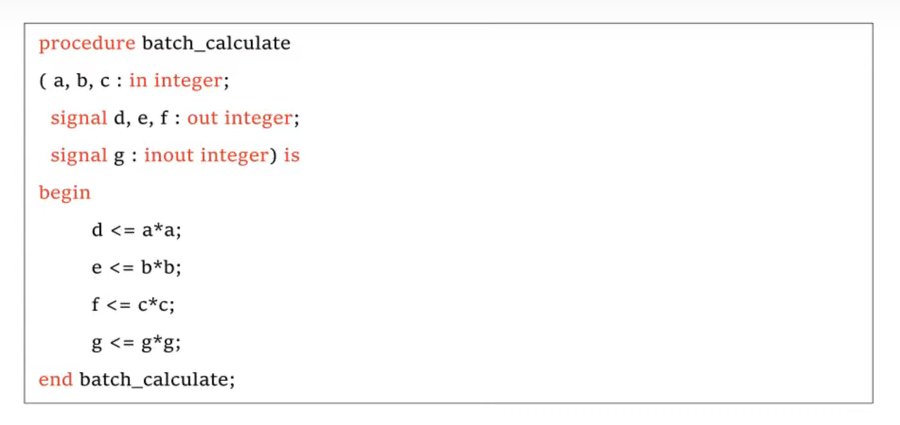 procedure batch_calculate
( a, b, c : in integer;
signal d, e, f : out integer;
signal g : inout integer) is
begin
d <= a*a;
e <= b*b;
f <= c*c;
g <= g*g;
end batch_calculate;